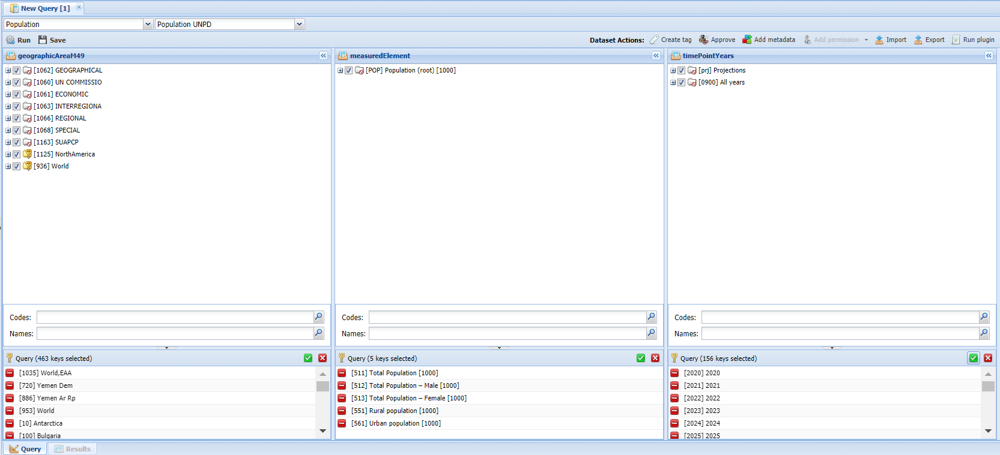 New Query [1]
Population Population UNPD
Run Save Dataset Actions: Create tag Approve Add metadata Add permission Import Export Run plugin
geographicAreaM49
[1062] GEOGRAPHICAL
[1060] UN COMMISSIO
[1061] ECONOMIC
[1063] INTERREGIONA
[1066] REGIONAL
[1068] SPECIAL
[1163] SUAPCP
[1125] NorthAmerica
[936] World
Codes:
Names:
Query (463 keys selected)
[1035] World,EAA
[720] Yemen Dem
[886] Yemen Ar Rp
[953] World
[10] Antarctica
[100] Bulgaria
measuredElement
[POP] Population (root) [1000]
Codes:
Names:
Query (5 keys selected)
[511] Total Population [1000]
[512] Total Population – Male [1000]
[513] Total Population – Female [1000]
[551] Rural population [1000]
[561] Urban population [1000]
timePointYears
[prj] Projections
[0900] All years
Codes:
Names:
Query (156 keys selected)
[2020] 2020
[2021] 2021
[2022] 2022
[2023] 2023
[2024] 2024
[2025] 2025
Query Results